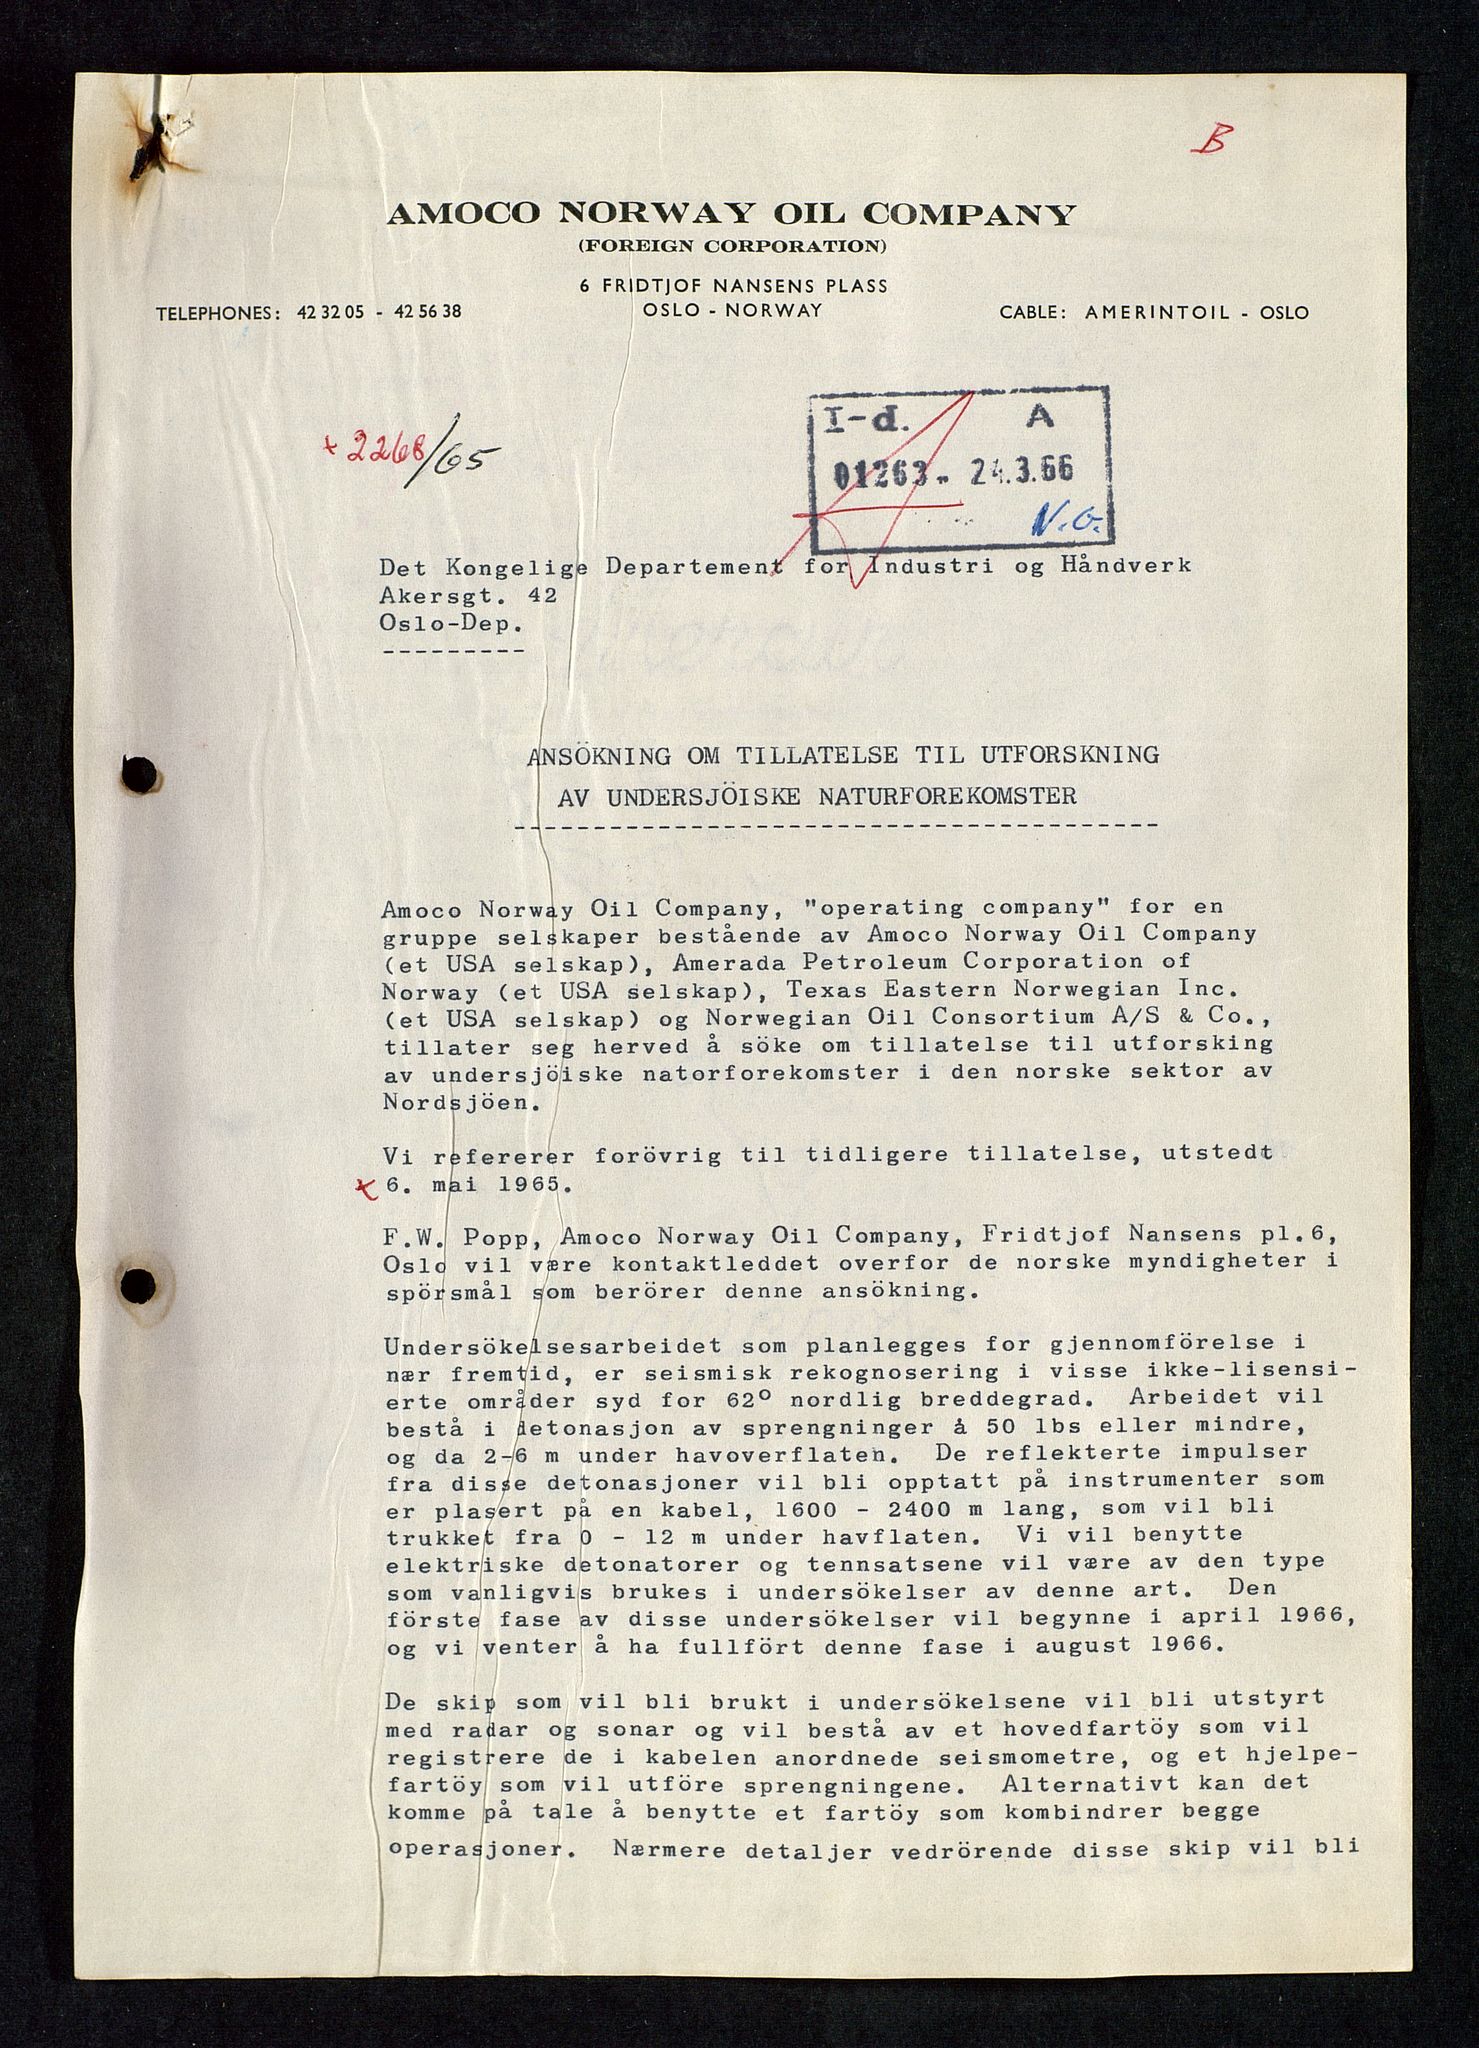 B
AMOCO NORWAY OIL COMPANY
(FOREIGN CORPORATION)
6 FRIDTJOF NANSENS PLASS
TELEPHONES: 42 32 05 - 42 56 38 OSLO - NORWAY CABLE: AMERINTOIL - OSLO
+2268/65
I-d. A
01263- 24.3.66
N.O.
Det Kongelige Departement for Industri og Håndverk
Akersgt. 42
Oslo-Dep.
---------
ANSÖKNING OM TILLATELSE TIL UTFORSKNING
AV UNDERSJÖISKE NATURFOREKOMSTER
----------------------------------------
Amoco Norway Oil Company, "operating company" for en
gruppe selskaper bestående av Amoco Norway Oil Company
(et USA selskap), Amerada Petroleum Corporation of
Norway (et USA selskap), Texas Eastern Norwegian Inc.
(et USA selskap) og Norwegian Oil Consortium A/S & Co.,
tillater seg herved å söke om tillatelse til utforsking
av undersjöiske natorforekomster i den norske sektor av
Nordsjöen.
Vi refererer forövrig til tidligere tillatelse, utstedt
+ 6. mai 1965.
F.W. Popp, Amoco Norway Oil Company, Fridtjof Nansens pl.6,
Oslo vil være kontaktleddet overfor de norske myndigheter i
spörsmål som berörer denne ansökning.
Undersökelsesarbeidet som planlegges for gjennomförelse i
nær fremtid, er seismisk rekognosering i visse ikke-lisensi-
erte områder syd for 62° nordlig breddegrad. Arbeidet vil
bestå i detonasjon av sprengninger å 50 lbs eller mindre,
og da 2-6 m under havoverflaten. De reflekterte impulser
fra disse detonasjoner vil bli opptatt på instrumenter som
er plasert på en kabel, 1600 - 2400 m lang, som vil bli
trukket fra 0 - 12 m under havflaten. Vi vil benytte
elektriske detonatorer og tennsatsene vil være av den type
som vanligvis brukes i undersökelser av denne art. Den
förste fase av disse undersökelser vil begynne i april 1966,
og vi venter å ha fullfört denne fase i august 1966.
De skip som vil bli brukt i undersökelsene vil bli utstyrt
med radar og sonar og vil bestå av et hovedfartöy som vil
registrere de i kabelen anordnede seismometre, og et hjelpe-
fartöy som vil utföre sprengningene. Alternativt kan det
komme på tale å benytte et fartöy som kombindrer begge
operasjoner. Nærmere detaljer vedrörende disse skip vil bli